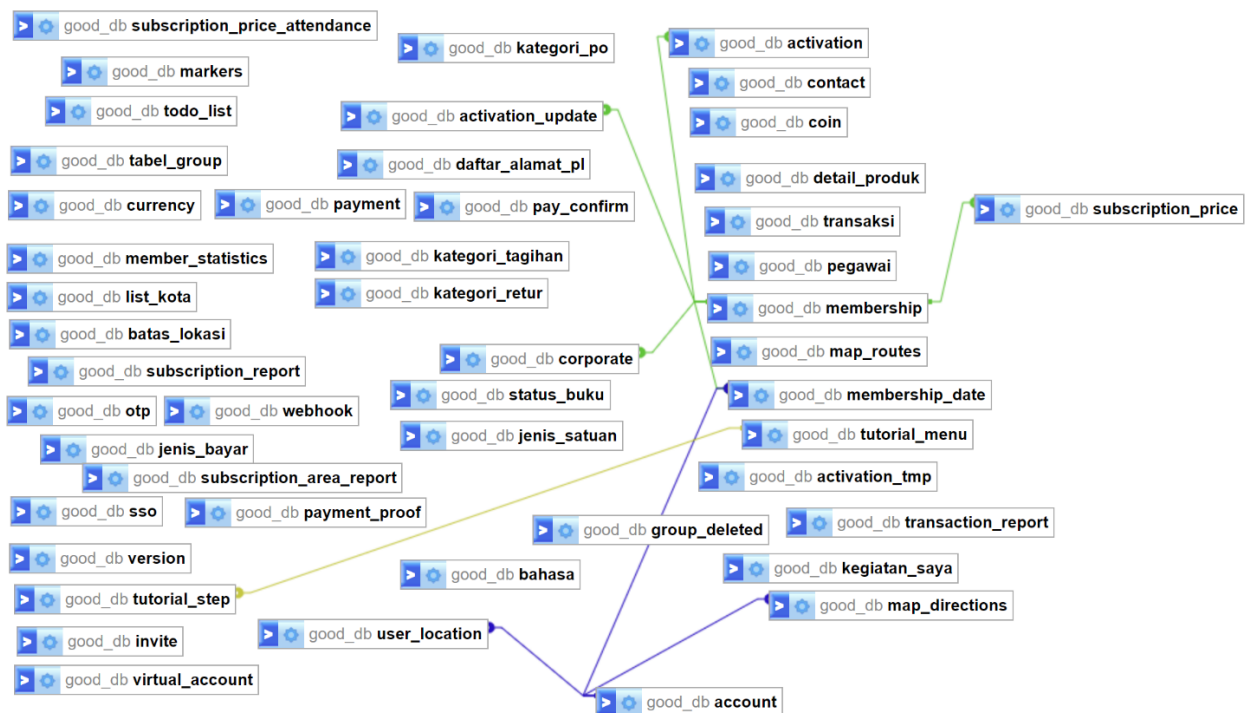 good_db subscription_price_attendance
good_db kategori_po
good_db activation
good_db markers
good_db contact
good_db todo_list
good_db activation_update
good_db coin
good_db tabel_group
good_db daftar_alamat_pl
good_db detail_produk
good_db currency
good_db payment
good_db pay_confirm
good_db transaksi
good_db subscription_price
good_db member_statistics
good_db kategori_tagihan
good_db pegawai
good_db list_kota
good_db kategori_retur
good_db membership
good_db batas_lokasi
good_db corporate
good_db map_routes
good_db subscription_report
good_db status_buku
good_db membership_date
good_db otp
good_db webhook
good_db jenis_satuan
good_db tutorial_menu
good_db jenis_bayar
good_db subscription_area_report
good_db activation_tmp
good_db sso
good_db payment_proof
good_db group_deleted
good_db transaction_report
good_db version
good_db bahasa
good_db kegiatan_saya
good_db tutorial_step
good_db map_directions
good_db invite
good_db user_location
good_db virtual_account
good_db account